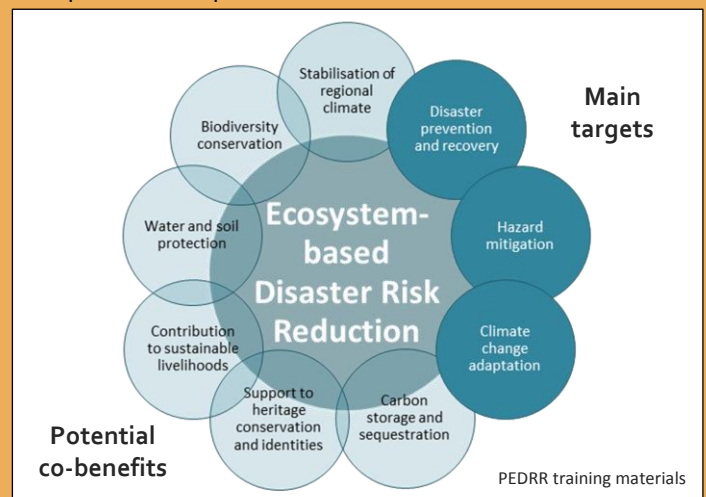 Stabilisation of
regional
climate
Disaster
prevention
and recovery
Main
targets
Biodiversity
conservation
Water and soil
protection
Ecosystem-
based
Disaster Risk
Reduction
Hazard
mitigation
Contribution
to sustainable
livelihoods
Climate
change
adaptation
Support to
heritage
conservation
and identities
Carbon
storage and
sequestration
Potential
co-benefits
PEDRR training materials